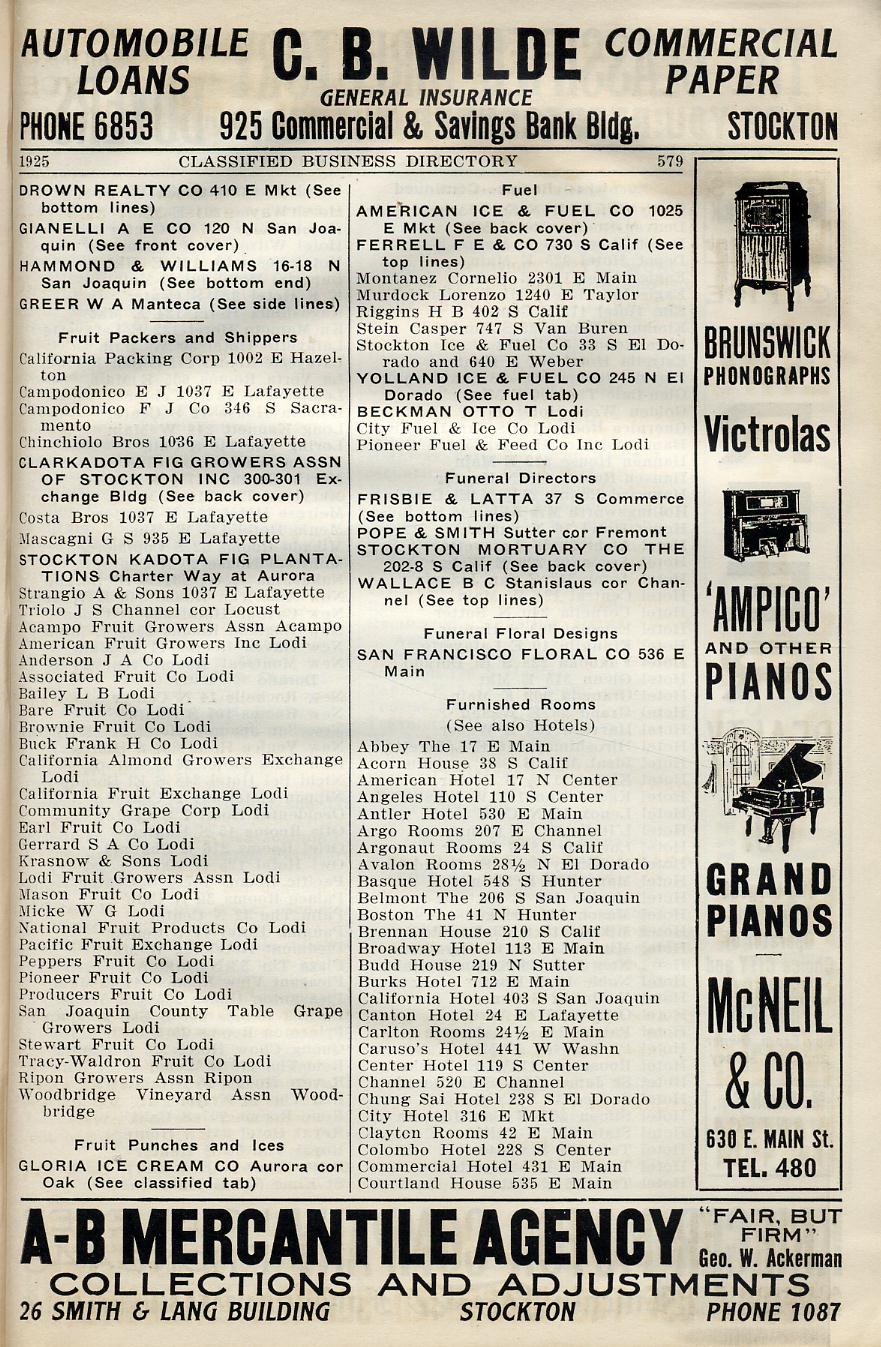 AUTOMOBILE LOANS
C. B. WILDE
COMMERCIAL PAPER
GENERAL INSURANCE
PHONE 6853 925 Commercial & Savings Bank Bldg. STOCKTON
1925 CLASSIFIED BUSINESS DIRECTORY 579
DROWN REALTY CO 410 E Mkt (See
bottom lines)
GIANELLI A E CO 120 N San Joa-
quin (See front cover)
HAMMOND & WILLIAMS 16-18 N
San Joaquin (See bottom end)
GREER W A Manteca (See side lines)
Fruit Packers and Shippers
California Packing Corp 1002 E Hazel-
ton
Campodonico E J 1037 E Lafayette
Campodonico F J Co 346 S Sacra-
mento
Chinchiolo Bros 1036 E Lafayette
CLARKADOTA FIG GROWERS ASSN
OF STOCKTON INC 300-301 Ex-
change Bldg (See back cover)
Costa Bros 1037 E Lafayette
Mascagni G S 935 E Lafayette
STOCKTON KADOTA FIG PLANTA-
TIONS Charter Way at Aurora
Strangio A & Sons 1037 E Lafayette
Triolo J S Channel cor Locust
Acampo Fruit Growers Assn Acampo
American Fruit Growers Inc Lodi
Anderson J A Co Lodi
Associated Fruit Co Lodi
Bailey L B Lodi
Bare Fruit Co Lodi
Brownie Fruit Co Lodi
Buck Frank H Co Lodi
California Almond Growers Exchange
Lodi
California Fruit Exchange Lodi
Community Grape Corp Lodi
Earl Fruit Co Lodi
Gerrard S A Co Lodi
Krasnow & Sons Lodi
Lodi Fruit Growers Assn Lodi
Mason Fruit Co Lodi
Micke W G Lodi
National Fruit Products Co Lodi
Pacific Fruit Exchange Lodi
Peppers Fruit Co Lodi
Pioneer Fruit Co Lodi
Producers Fruit Co Lodi
San Joaquin County Table Grape
Growers Lodi
Stewart Fruit Co Lodi
Tracy-Waldron Fruit Co Lodi
Ripon Growers Assn Ripon
Woodbridge Vineyard Assn Wood-
bridge
Fruit Punches and Ices
GLORIA ICE CREAM CO Aurora cor
Oak (See classified tab)
Fuel
AMERICAN ICE & FUEL CO 1025
E Mkt (See back cover)
FERRELL F E & CO 730 S Calif (See
top lines)
Montanez Cornelio 2301 E Main
Murdock Lorenzo 1240 E Taylor
Riggins H B 402 S Calif
Stein Casper 747 S Van Buren
Stockton Ice & Fuel Co 33 S El Do-
rado and 640 E Weber
YOLLAND ICE & FUEL CO 245 N El
Dorado (See fuel tab)
BECKMAN OTTO T Lodi
City Fuel & Ice Co Lodi
Pioneer Fuel & Feed Co Inc Lodi
Funeral Directors
FRISBIE & LATTA 37 S Commerce
(See bottom lines)
POPE & SMITH Sutter cor Fremont
STOCKTON MORTUARY CO THE
202-8 S Calif (See back cover)
WALLACE B C Stanislaus cor Chan-
nel (See top lines)
Funeral Floral Designs
SAN FRANCISCO FLORAL CO 536 E
Main
Furnished Rooms
(See also Hotels)
Abbey The 17 E Main
Acorn House 38 S Calif
American Hotel 17 N Center
Angeles Hotel 110 S Center
Antler Hotel 530 E Main
Argo Rooms 207 E Channel
Argonaut Rooms 24 S Calif
Avalon Rooms 28½ N El Dorado
Basque Hotel 548 S Hunter
Belmont The 206 S San Joaquin
Boston The 41 N Hunter
Brennan House 210 S Calif
Broadway Hotel 113 E Main
Budd House 219 N Sutter
Burks Hotel 712 E Main
California Hotel 403 S San Joaquin
Canton Hotel 24 E Lafayette
Carlton Rooms 24½ E Main
Caruso's Hotel 441 W Washn
Center Hotel 119 S Center
Channel 520 E Channel
Chung Sai Hotel 238 S El Dorado
City Hotel 316 E Mkt
Clayton Rooms 42 E Main
Colombo Hotel 228 S Center
Commercial Hotel 431 E Main
Courtland House 535 E Main
BRUNSWICK
PHONOGRAPHS
Victrolas
'AMPICO'
AND OTHER
PIANOS
GRAND
PIANOS
McNEIL
& CO.
630 E. MAIN St.
TEL. 480
A-B MERCANTILE AGENCY
"FAIR, BUT
FIRM"
Geo. W. Ackerman
COLLECTIONS AND ADJUSTMENTS
26 SMITH & LANG BUILDING STOCKTON PHONE 1087